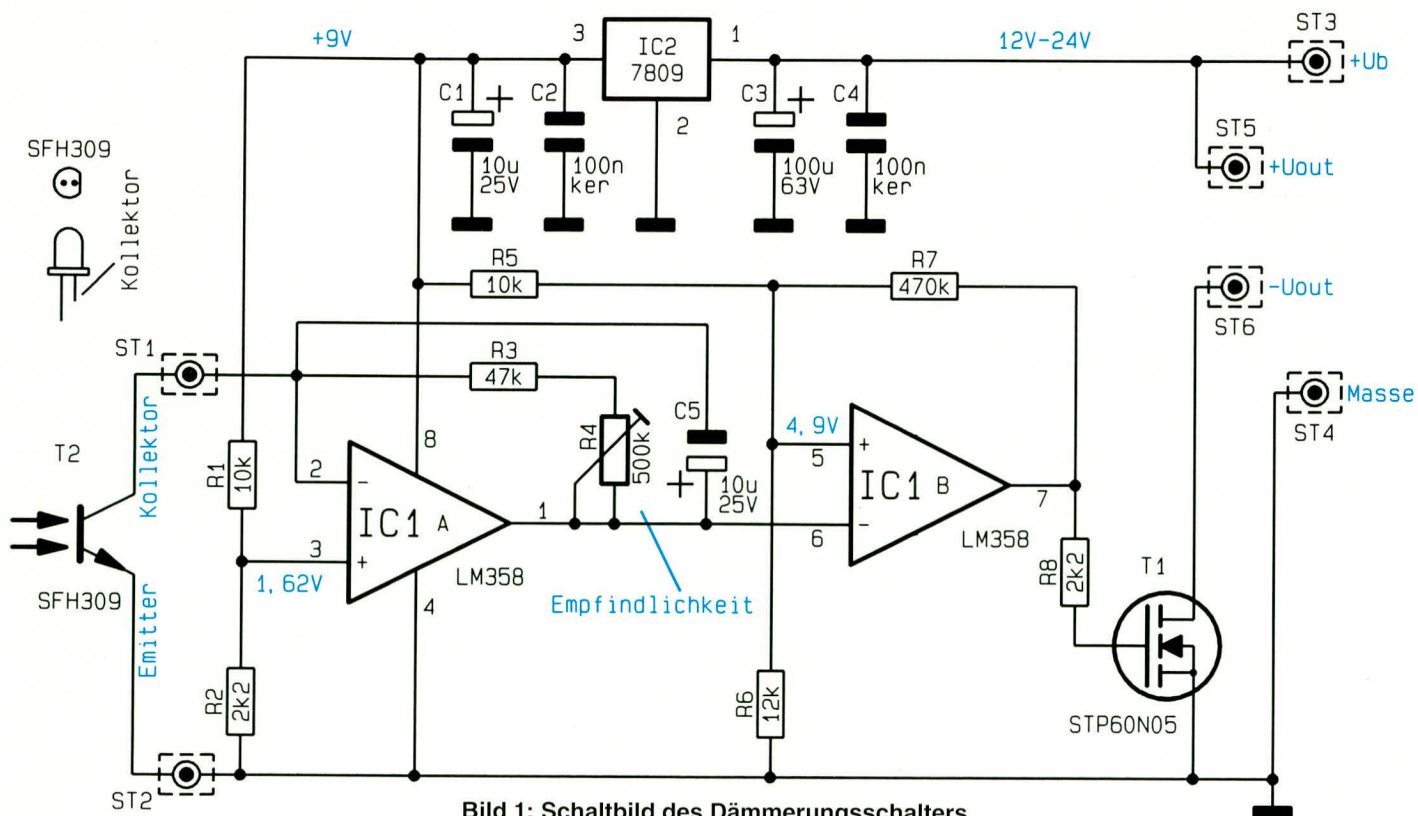 +9V
3
IC2
7809
1
2
12V-24V
ST3
+Ub
C1
+
10u
25V
C2
100n
ker
C3
+
100u
63V
C4
100n
ker
ST5
+Uout
SFH309
Kollektor
R5
10k
R7
470k
-Uout
ST6
ST1
R3
47k
Masse
ST4
T2
Kollektor
R1
10k
8
2
-
IC1 A
1
3
+
1,62V
LM358
4
R4
500k
C5
+
10u
25V
4,9V
5
+
IC1 B
7
6
-
LM358
Empfindlichkeit
SFH309
Emitter
R8
2k2
T1
R2
2k2
R6
12k
STP60N05
ST2
Bild 1: Schaltbild des Dämmerungsschalters